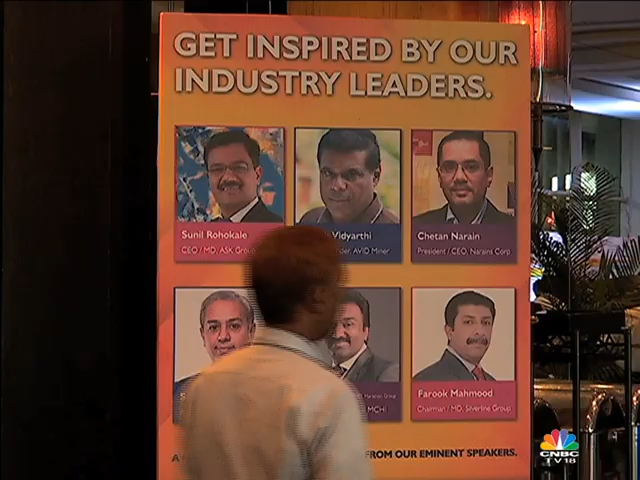 GET INSPIRED BY OUR
INDUSTRY LEADERS.
Sunil Rohokale
CEO / MD, ASK Group
Vidyarthi
AVID Miner
Chetan Narain
President / CEO, Narains Corp
S
MCHI
Farook Mahmood
Chairman / MD, Silverline Group
FROM OUR EMINENT SPEAKERS.
CNBC
TV18